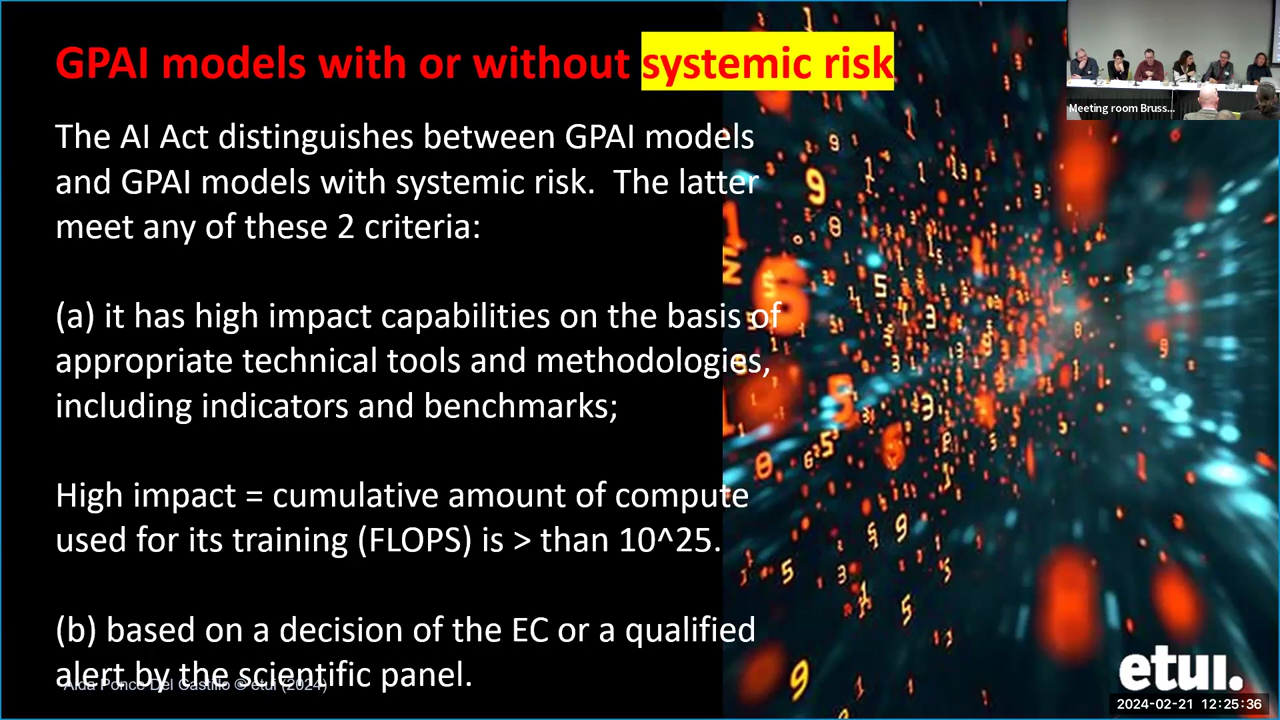 GPAI models with or without systemic risk
The AI Act distinguishes between GPAI models
and GPAI models with systemic risk.  The latter
meet any of these 2 criteria:
(a) it has high impact capabilities on the basis of
appropriate technical tools and methodologies,
including indicators and benchmarks;
High impact = cumulative amount of compute
used for its training (FLOPS) is > than 10^25.
(b) based on a decision of the EC or a qualified
alert by the scientific panel.
Aida Ponce Del Castillo © etui (2024)
Meeting room Bruss...
etui.
2024-02-21 12:25:36